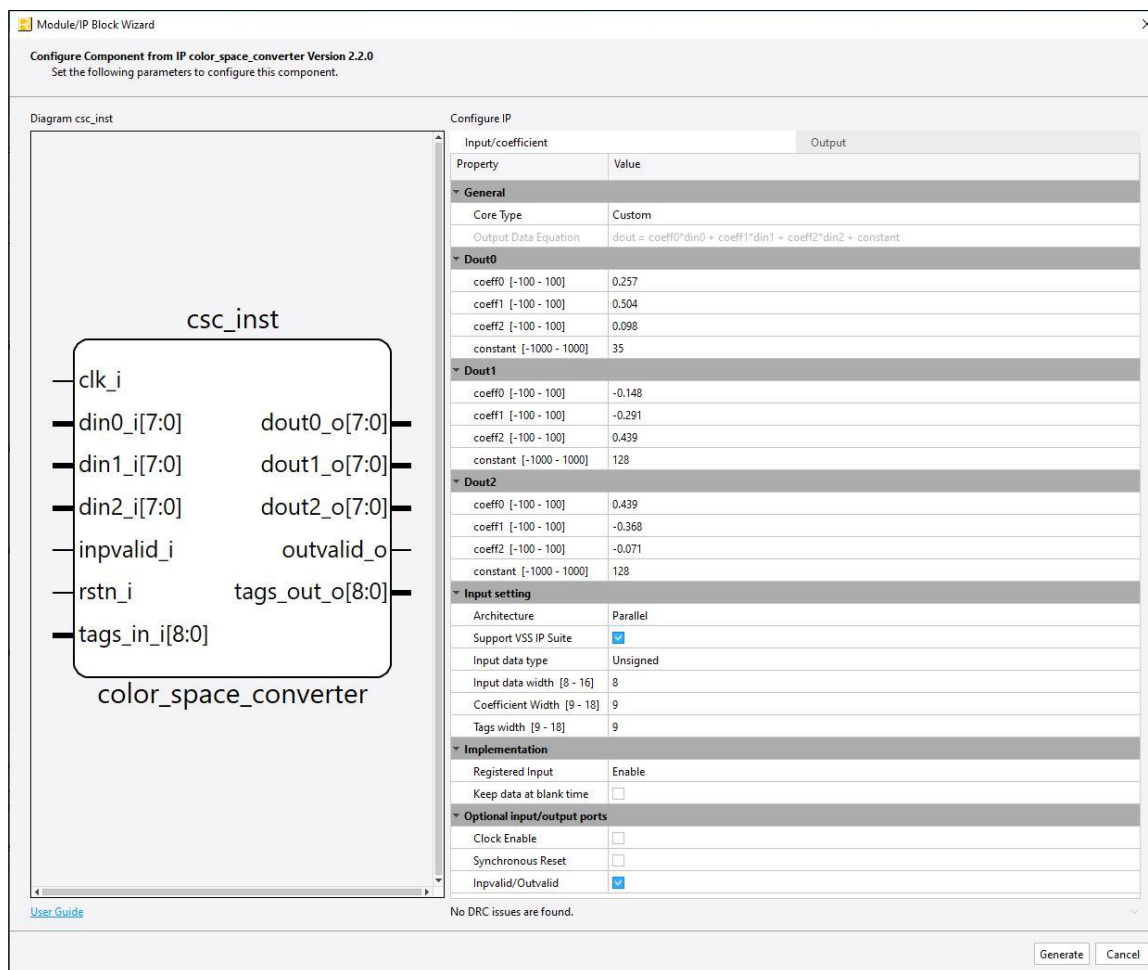 Module/IP Block Wizard
Configure Component from IP color_space_converter Version 2.2.0
Set the following parameters to configure this component.
Diagram csc_inst
csc_inst
clk_i
din0_i[7:0] dout0_o[7:0]
din1_i[7:0] dout1_o[7:0]
din2_i[7:0] dout2_o[7:0]
inpvalid_i outvalid_o
rstn_i tags_out_o[8:0]
tags_in_i[8:0]
color_space_converter
User Guide
Configure IP
Input/coefficient Output
Property Value
General
Core Type Custom
Output Data Equation dout = coeff0*din0 + coeff1*din1 + coeff2*din2 + constant
Dout0
coeff0 [-100 - 100] 0.257
coeff1 [-100 - 100] 0.504
coeff2 [-100 - 100] 0.098
constant [-1000 - 1000] 35
Dout1
coeff0 [-100 - 100] -0.148
coeff1 [-100 - 100] -0.291
coeff2 [-100 - 100] 0.439
constant [-1000 - 1000] 128
Dout2
coeff0 [-100 - 100] 0.439
coeff1 [-100 - 100] -0.368
coeff2 [-100 - 100] -0.071
constant [-1000 - 1000] 128
Input setting
Architecture Parallel
Support VSS IP Suite
Input data type Unsigned
Input data width [8 - 16] 8
Coefficient Width [9 - 18] 9
Tags width [9 - 18] 9
Implementation
Registered Input Enable
Keep data at blank time
Optional input/output ports
Clock Enable
Synchronous Reset
Inpvalid/Outvalid
No DRC issues are found.
Generate Cancel